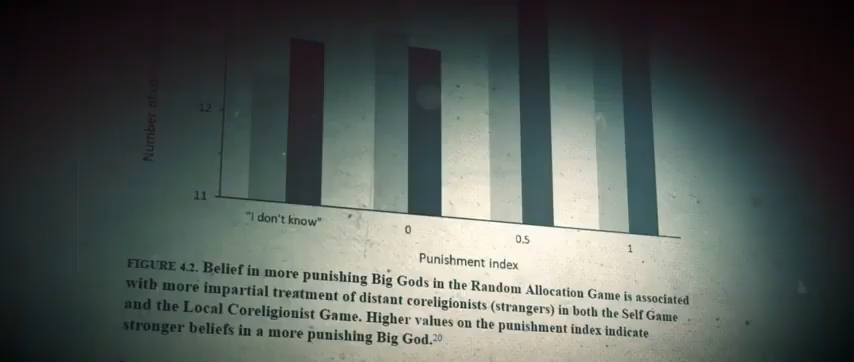 Number of
12
11
"I don't know"
0
0.5
1
Punishment index
FIGURE 4.2. Belief in more punishing Big Gods in the Random Allocation Game is associated
with more impartial treatment of distant coreligionists (strangers) in both the Self Game
and the Local Coreligionist Game. Higher values on the punishment index indicate
stronger beliefs in a more punishing Big God.20